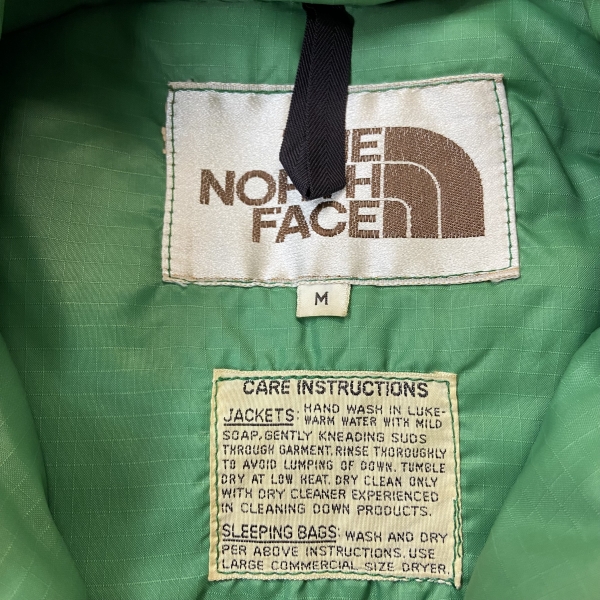 THE
NORTH
FACE
M
CARE INSTRUCTIONS
JACKETS: HAND WASH IN LUKE-
WARM WATER WITH MILD
SOAP, GENTLY KNEADING SUDS
THROUGH GARMENT. RINSE THOROUGHLY
TO AVOID LUMPING OF DOWN. TUMBLE
DRY AT LOW HEAT. DRY CLEAN ONLY
WITH DRY CLEANER EXPERIENCED
IN CLEANING DOWN PRODUCTS.
SLEEPING BAGS: WASH AND DRY
PER ABOVE INSTRUCTIONS. USE
LARGE COMMERCIAL SIZE DRYER